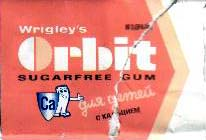 Wrigley's
Orbit
SUGARFREE GUM
Ca
для детей
С КАЛЬЦИЕМ